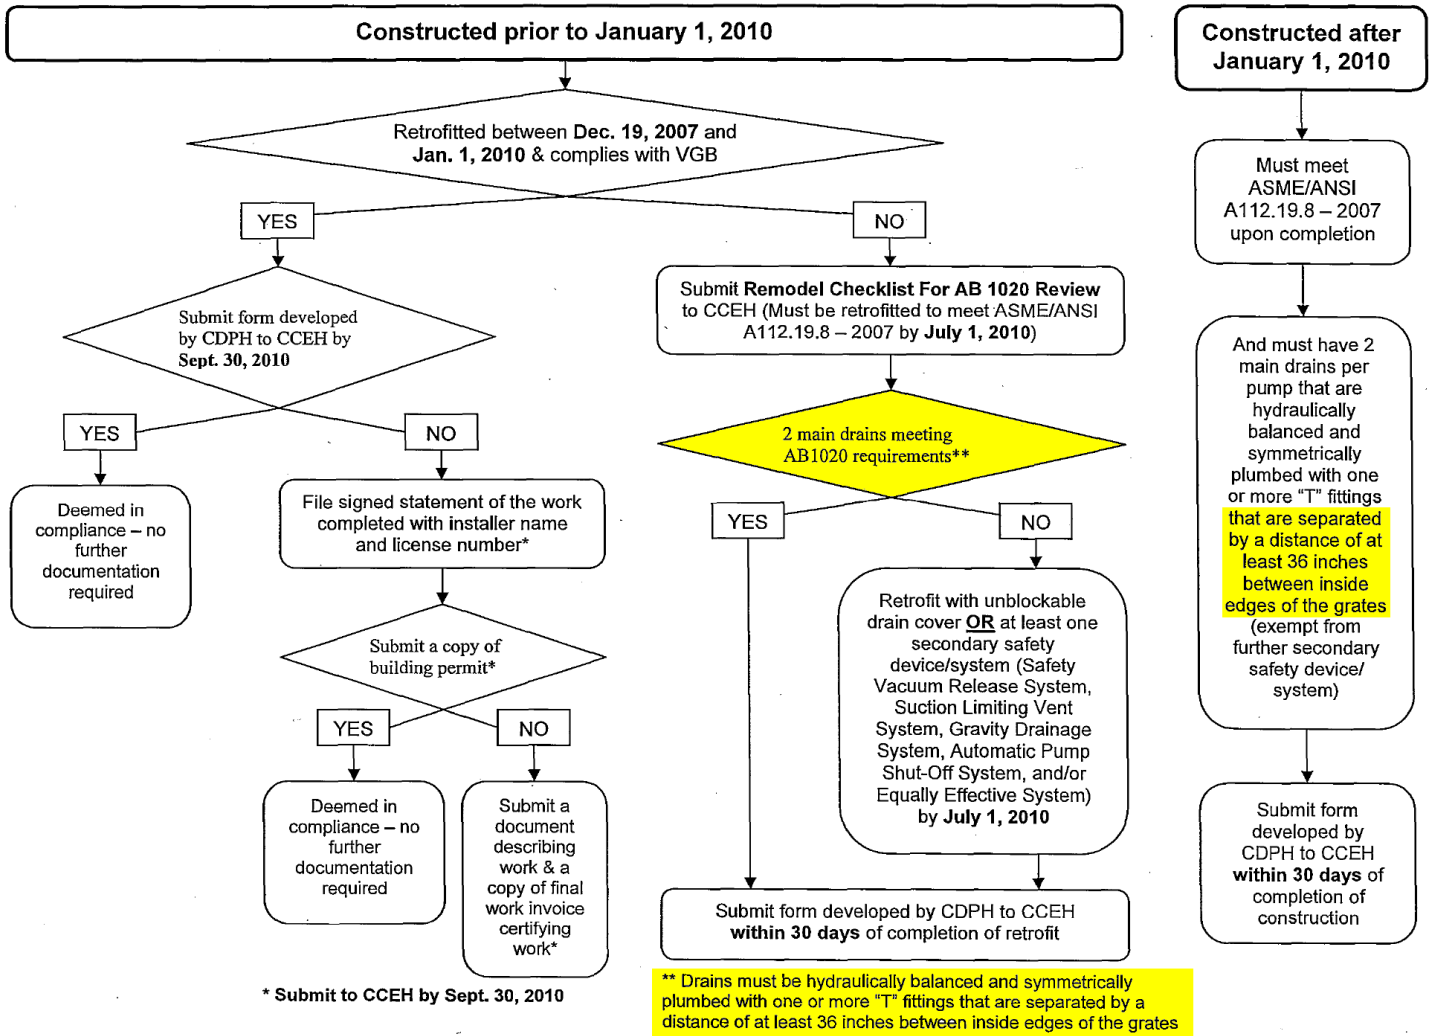 Constructed prior to January 1, 2010
Retrofitted between Dec. 19, 2007 and
Jan. 1, 2010 & complies with VGB
YES
NO
Submit form developed
by CDPH to CCEH by
Sept. 30, 2010
YES
NO
Deemed in
compliance – no
further
documentation
required
File signed statement of the work
completed with installer name
and license number*
Submit a copy of
building permit*
YES
NO
Deemed in
compliance – no
further
documentation
required
Submit a
document
describing
work & a
copy of final
work invoice
certifying
work*
* Submit to CCEH by Sept. 30, 2010
Submit Remodel Checklist For AB 1020 Review
to CCEH (Must be retrofitted to meet ASME/ANSI
A112.19.8 – 2007 by July 1, 2010)
2 main drains meeting
AB1020 requirements**
YES
NO
Retrofit with unblockable
drain cover OR at least one
secondary safety
device/system (Safety
Vacuum Release System,
Suction Limiting Vent
System, Gravity Drainage
System, Automatic Pump
Shut-Off System, and/or
Equally Effective System)
by July 1, 2010
Submit form developed by CDPH to CCEH
within 30 days of completion of retrofit
** Drains must be hydraulically balanced and symmetrically
plumbed with one or more "T" fittings that are separated by a
distance of at least 36 inches between inside edges of the grates
Constructed after
January 1, 2010
Must meet
ASME/ANSI
A112.19.8 – 2007
upon completion
And must have 2
main drains per
pump that are
hydraulically
balanced and
symmetrically
plumbed with one
or more "T" fittings
that are separated
by a distance of at
least 36 inches
between inside
edges of the grates
(exempt from
further secondary
safety device/
system)
Submit form
developed by
CDPH to CCEH
within 30 days of
completion of
construction